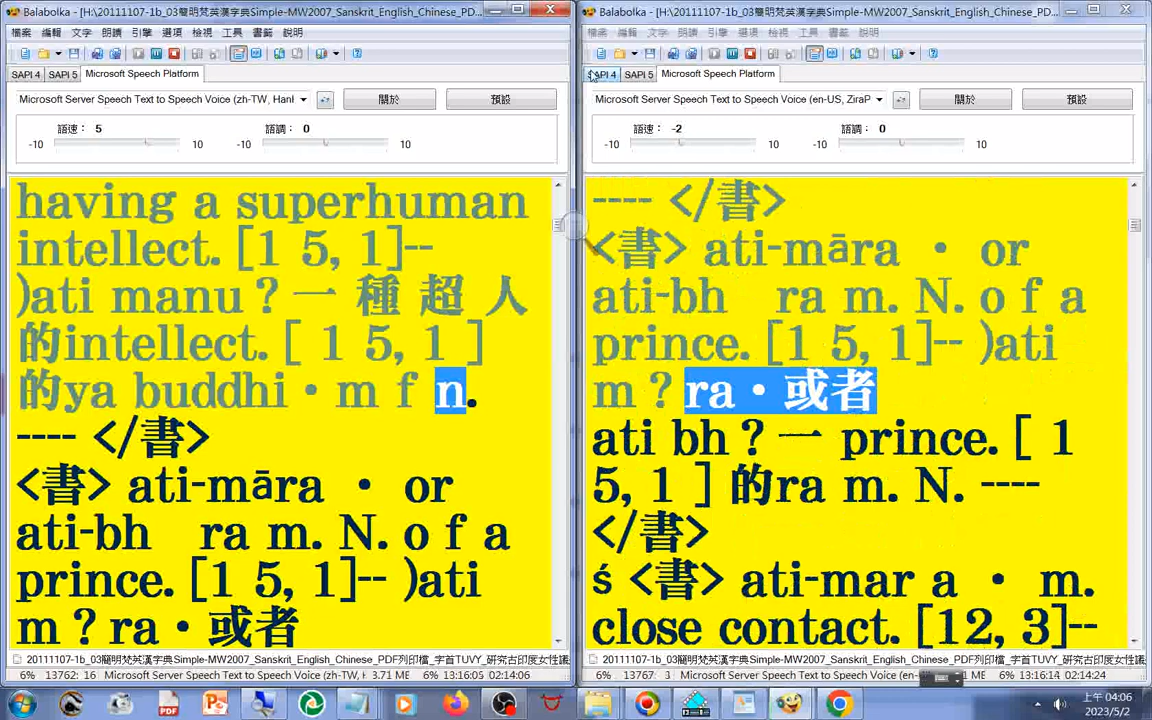 Balabolka - [H:\20111107-1b_03簡明梵英漢字典Simple-MW2007_Sanskrit_English_Chinese_PD...
檔案 編輯 文字 朗讀 引擎 選項 檢視 工具 書籤 說明
SAPI 4 SAPI 5 Microsoft Speech Platform
Microsoft Server Speech Text to Speech Voice (zh-TW, Hanl 關於 預設
語速: 5 語調: 0
-10 10 -10 10
having a superhuman
intellect. [1 5, 1]--
)ati manu?一 種 超 人
的intellect. [ 1 5, 1 ]
的ya buddhi・m f n.
---- </書>
<書> ati-māra ・ or
ati-bh ra m. N. o f a
prince. [1 5, 1]-- )ati
m?ra・或者
20111107-1b_03簡明梵英漢字典Simple-MW2007_Sanskrit_English_Chinese_PDF列印檔_字首TUVY_研究古印度女性議
6% 13762: 16 Microsoft Server Speech Text to Speech Voice (zh-TW, H 3.71 ME 6% 13:16:05 02:14:06
Balabolka - [H:\20111107-1b_03簡明梵英漢字典Simple-MW2007_Sanskrit_English_Chinese_PD...
檔案 編輯 文字 朗讀 引擎 選項 檢視 工具 書籤 說明
SAPI 4 SAPI 5 Microsoft Speech Platform
Microsoft Server Speech Text to Speech Voice (en-US, ZiraP 關於 預設
語速: -2 語調: 0
-10 10 -10 10
---- </書>
<書> ati-māra ・ or
ati-bh ra m. N. o f a
prince. [1 5, 1]-- )ati
m?ra・或者
ati bh?一 prince. [ 1
5, 1 ] 的ra m. N. ----
</書>
ś <書> ati-mar a ・ m.
close contact. [12, 3]--
20111107-1b_03簡明梵英漢字典Simple-MW2007_Sanskrit_English_Chinese_PDF列印檔_字首TUVY_研究古印度女性議
6% 13767: 3 Microsoft Server Speech Text to Speech Voice (en- ME 6% 13:16:14 02:14:24
上午 04:06
2023/5/2